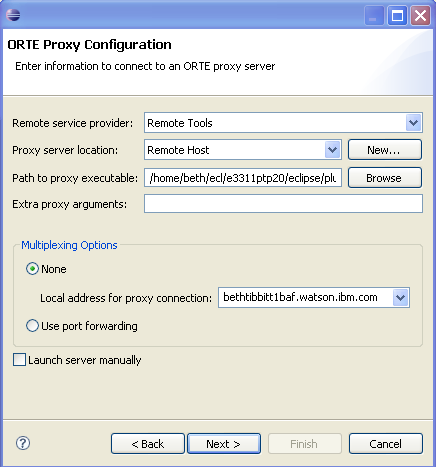 ORTE Proxy Configuration
Enter information to connect to an ORTE proxy server
Remote service provider: Remote Tools
Proxy server location: Remote Host New...
Path to proxy executable: /home/beth/ecl/e3311ptp20/eclipse/plu Browse
Extra proxy arguments:
Multiplexing Options
None
Local address for proxy connection: bethtibbitt1baf.watson.ibm.com
Use port forwarding
Launch server manually
? < Back Next > Finish Cancel